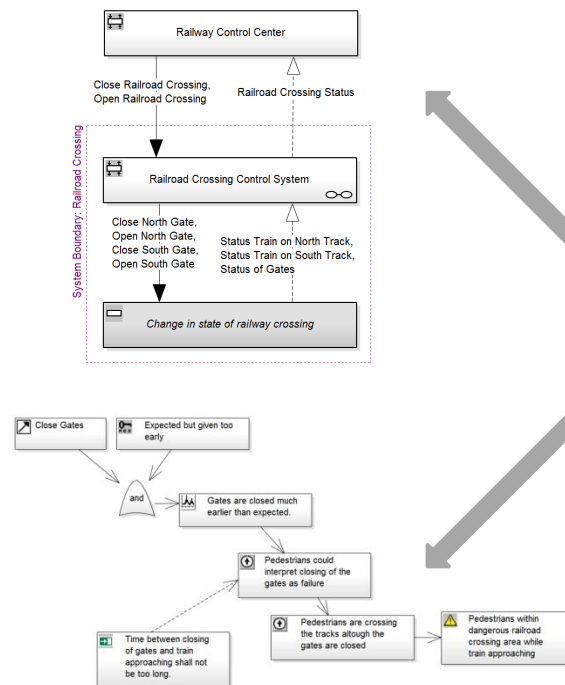 Railway Control Center
Close Railroad Crossing,
Open Railroad Crossing
Railroad Crossing Status
System Boundary: Railroad Crossing
Railroad Crossing Control System
Close North Gate,
Open North Gate,
Close South Gate,
Open South Gate
Status Train on North Track,
Status Train on South Track,
Status of Gates
Change in state of railway crossing
Close Gates
Expected but given too
early
and
Gates are closed much
earlier than expected.
Pedestrians could
interpret closing of the
gates as failure
Pedestrians are crossing
the tracks altough the
gates are closed
Pedestrians within
dangerous railroad
crossing area while
train approaching
Time between closing
of gates and train
approaching shall not
be too long.